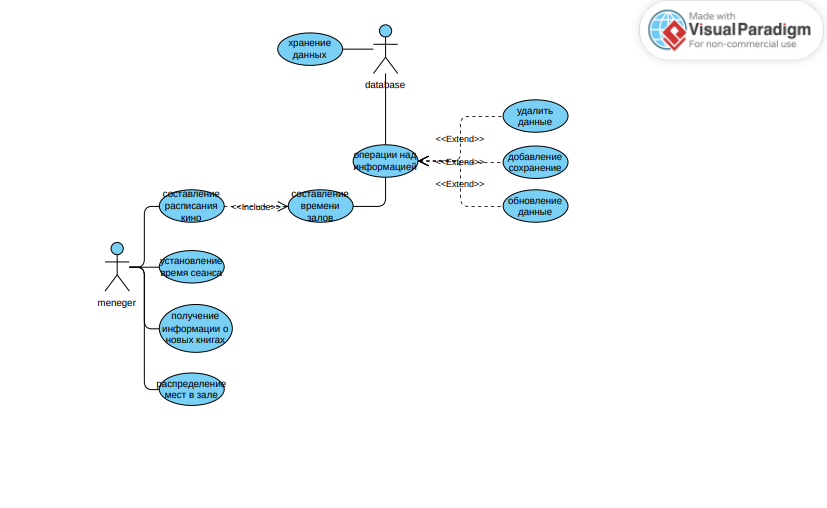 Made with
Visual Paradigm
For non-commercial use
хранение
данных
database
удалить
данные
<<Extend>>
операции над
информацией
<<Extend>>
добавление
сохранение
<<Extend>>
обновление
данные
составление
расписания
кино
<<Include>>
составление
времени
залов
meneger
установление
время сеанса
получение
информации о
новых книгах
распределение
мест в зале